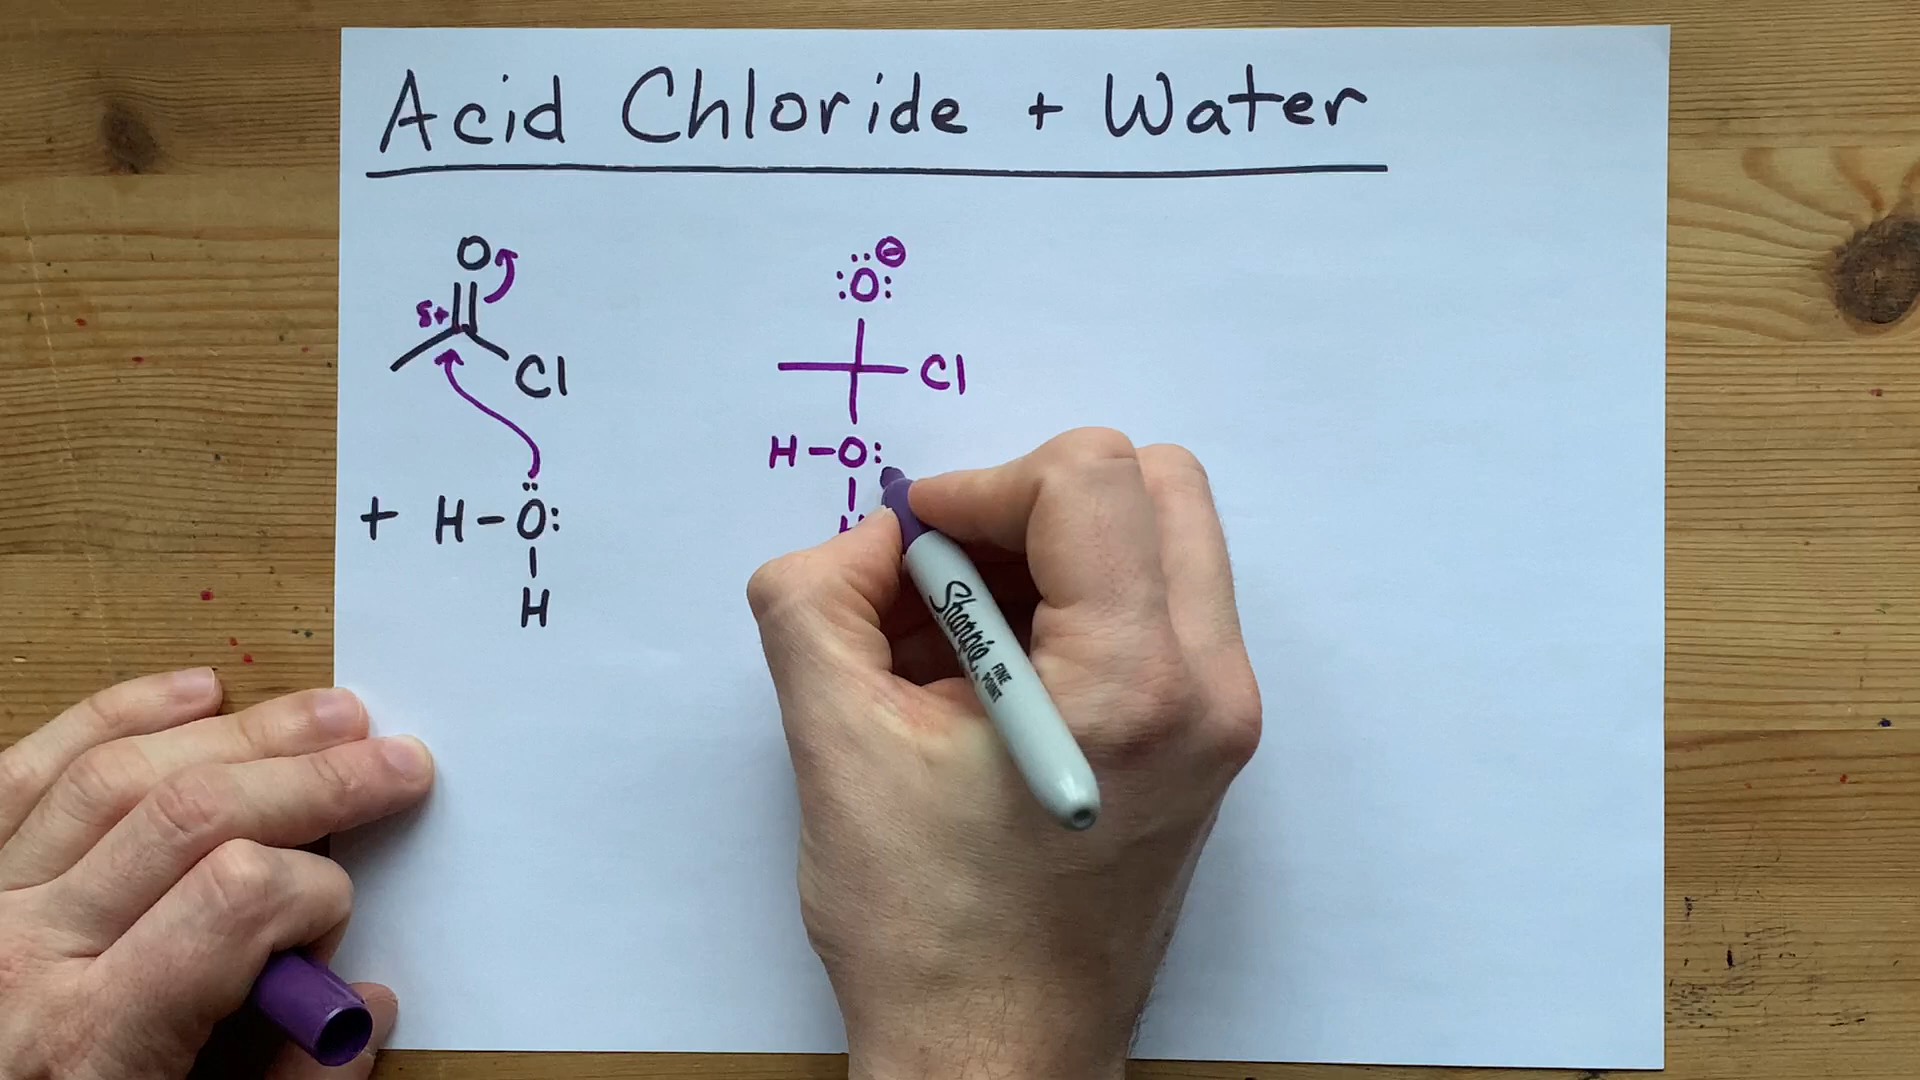 Acid Chloride + Water
O
δ+
Cl
+ H-O:
H
:O: ⊖
Cl
H-O:
H
Sharpie
FINE POINT